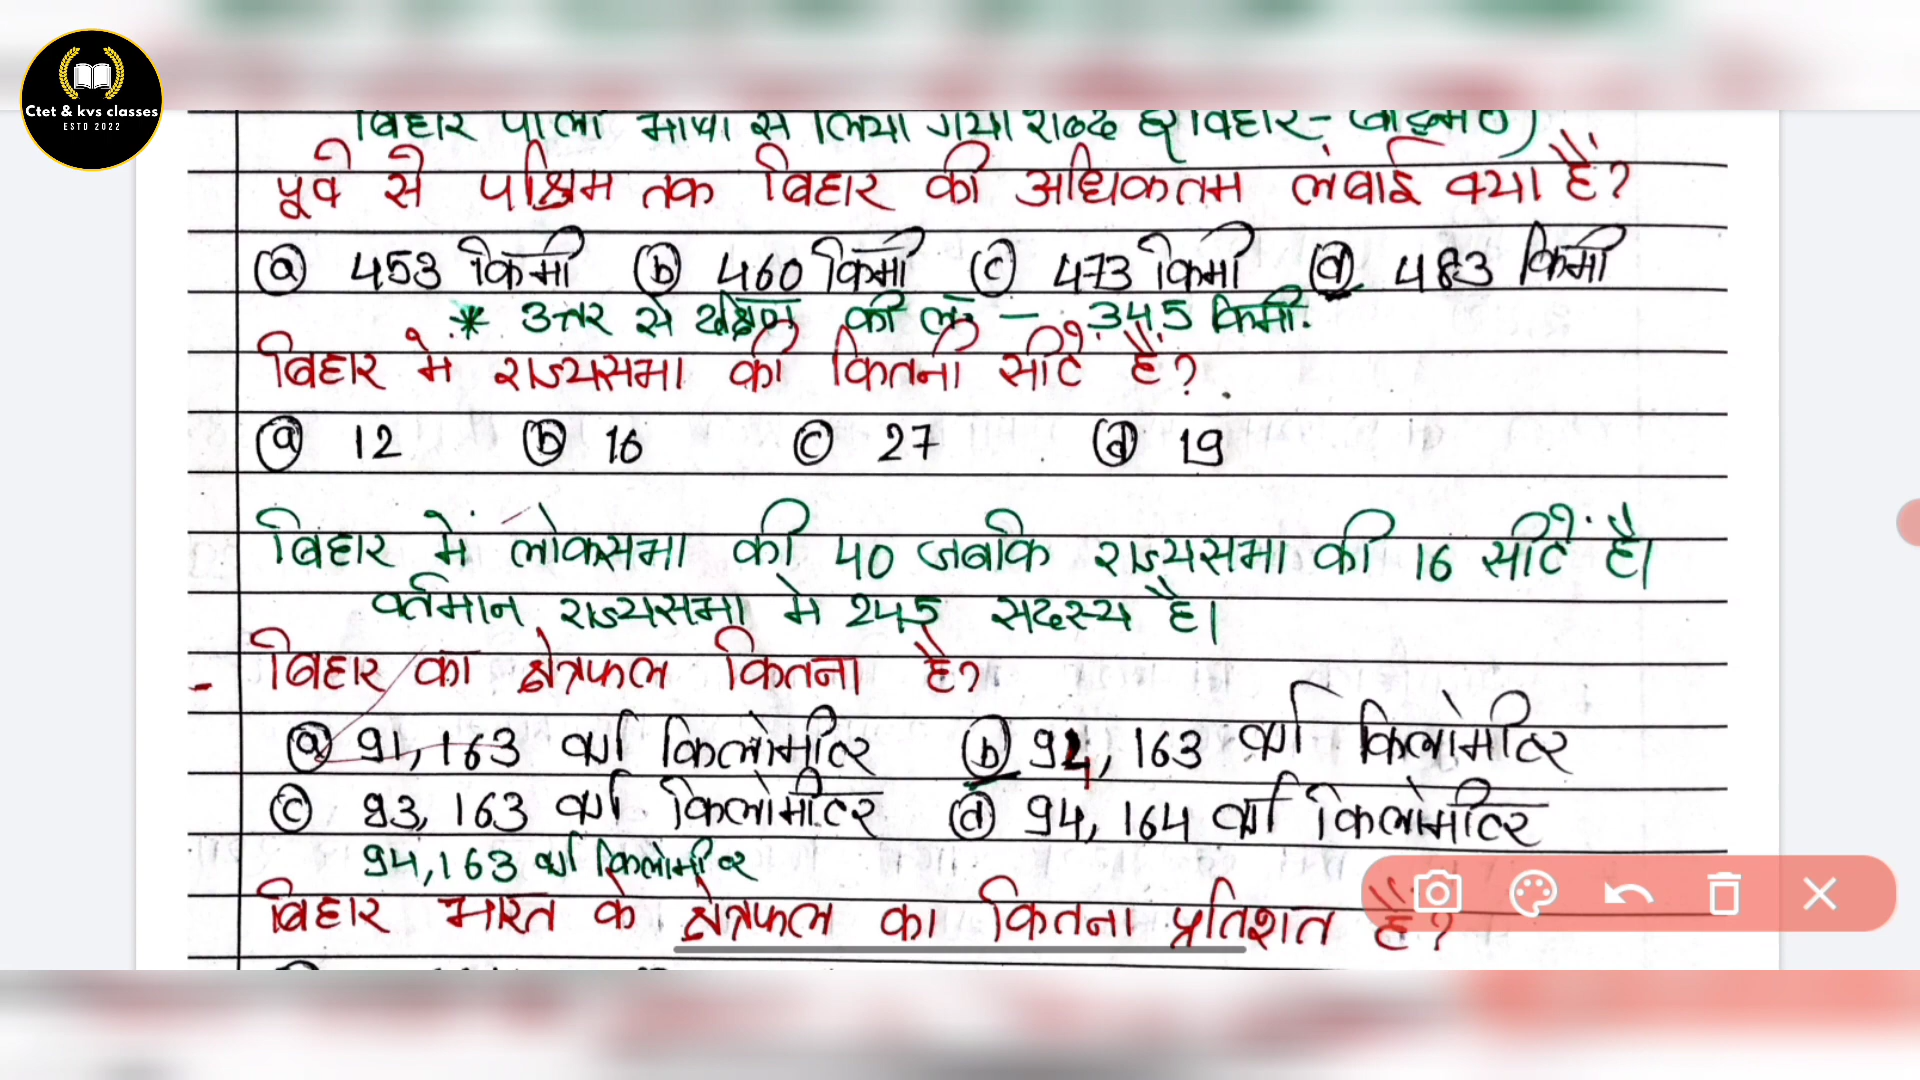 Ctet & kvs classes
ESTD 2022
बिहार पाली भाषा से लिया गया शब्द है
पूर्व से पश्चिम तक बिहार की अधिकतम लंबाई क्या है?
ⓐ 453 किमी ⓑ 460 किमी ⓒ 473 किमी ⓓ 483 किमी
* उत्तर से दक्षिण की लं॰ – 345 किमी.
बिहार मे राज्यसभा की कितनी सीटें है?
ⓐ 12 ⓑ 16 ⓒ 27 ⓓ 19
बिहार में लोकसभा की 40 जबकि राज्यसभा की 16 सीटें है।
वर्तमान राज्यसभा मे 245 सदस्य है।
- बिहार का क्षेत्रफल कितना है?
ⓐ 91,163 वर्ग किलोमीटर ⓑ 94,163 वर्ग किलोमीटर
ⓒ 93,163 वर्ग किलोमीटर ⓓ 94,164 वर्ग किलोमीटर
94,163 वर्ग किलोमीटर
बिहार भारत के क्षेत्रफल का कितना प्रतिशत है?